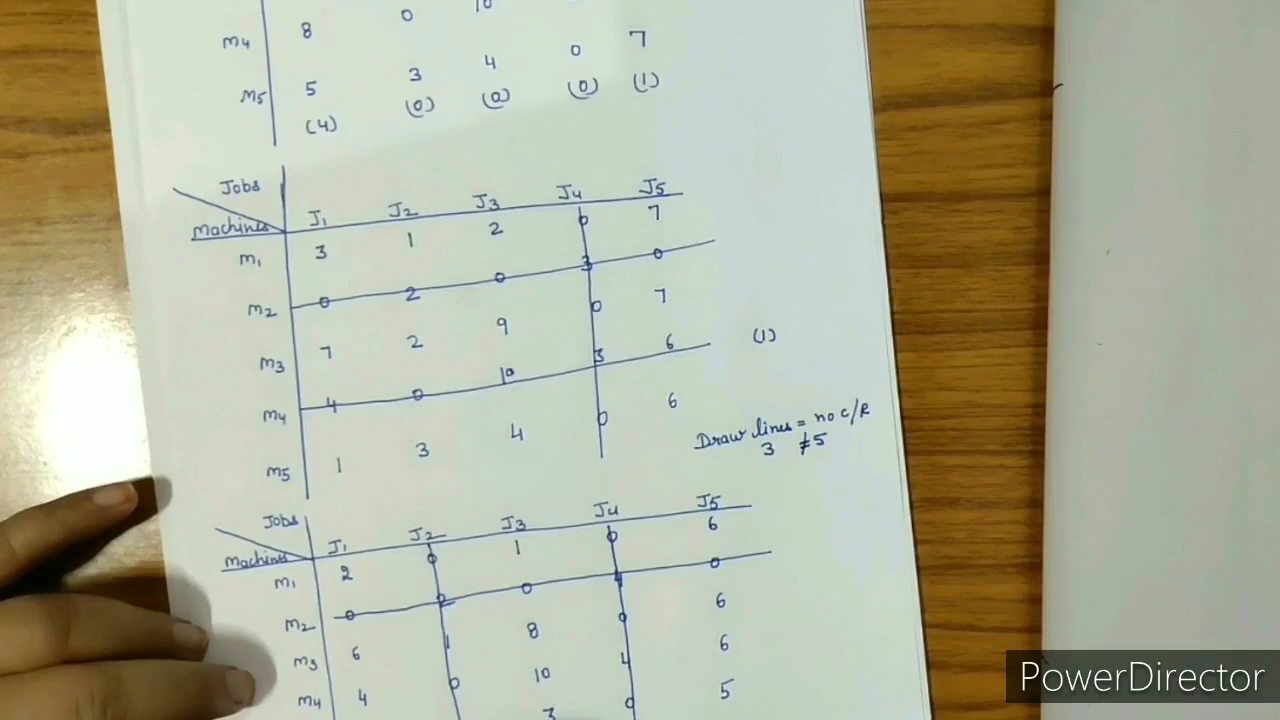 8 0 10
M4
5 3 4 0 7
M5
(4) (0) (0) (0) (1)
Jobs
Machines J1 J2 J3 J4 J5
M1 3 1 2 0 7
M2 0 2 0 3 0
M3 7 2 9 0 7
M4 4 0 10 3 6 (1)
M5 1 3 4 0 6
Draw lines = no C/R
3 ≠5
Jobs
Machines J1 J2 J3 J4 J5
M1 2 0 1 0 6
M2 0 2 0 4 0
M3 6 1 8 0 6
M4 4 0 10 4 6
3 0 5
PowerDirector